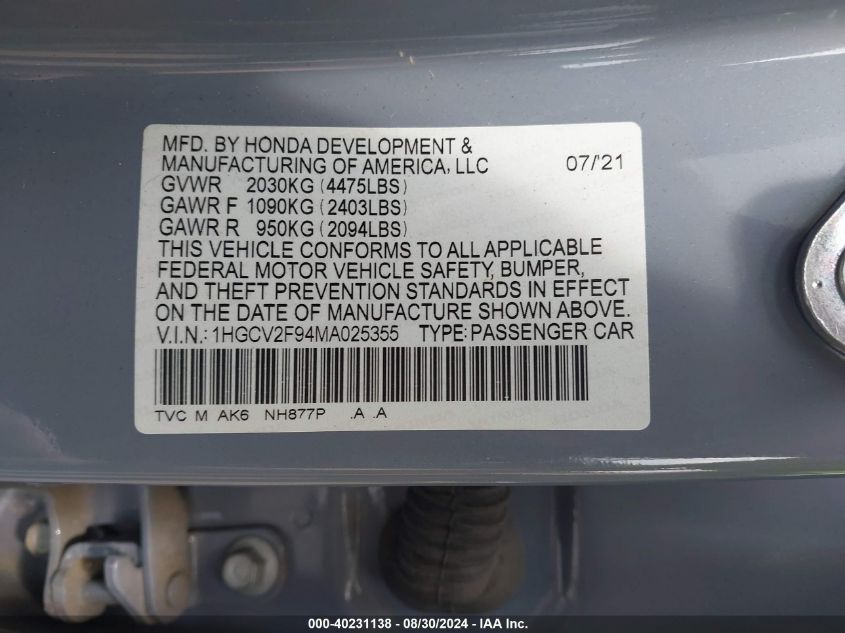 MFD. BY HONDA DEVELOPMENT &
MANUFACTURING OF AMERICA, LLC 07/'21
GVWR 2030KG (4475LBS)
GAWR F 1090KG (2403LBS)
GAWR R 950KG (2094LBS)
THIS VEHICLE CONFORMS TO ALL APPLICABLE
FEDERAL MOTOR VEHICLE SAFETY, BUMPER,
AND THEFT PREVENTION STANDARDS IN EFFECT
ON THE DATE OF MANUFACTURE SHOWN ABOVE.
V.I.N.: 1HGCV2F94MA025355 TYPE: PASSENGER CAR
TVC M AK6 NH877P .A .A
000-40231138 - 08/30/2024 - IAA Inc.